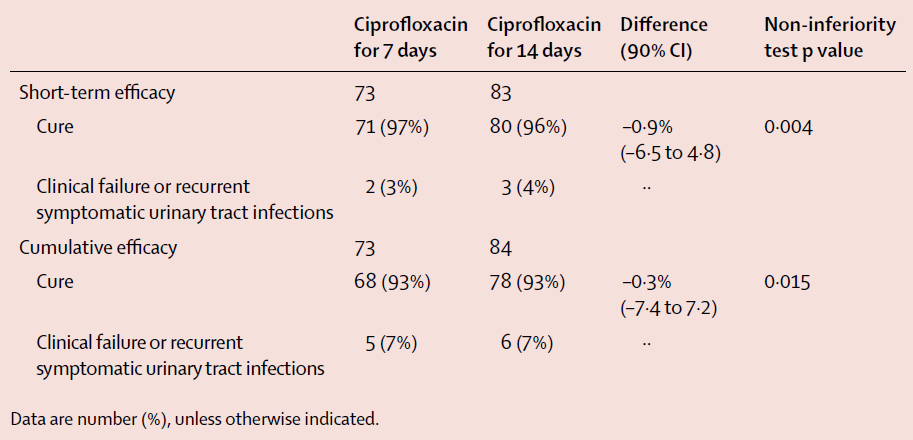 Ciprofloxacin for 7 days Ciprofloxacin for 14 days Difference (90% CI) Non-inferiority test p value
Short-term efficacy 73 83
Cure 71 (97%) 80 (96%) –0·9% (–6·5 to 4·8) 0·004
Clinical failure or recurrent symptomatic urinary tract infections 2 (3%) 3 (4%) ··
Cumulative efficacy 73 84
Cure 68 (93%) 78 (93%) –0·3% (–7·4 to 7·2) 0·015
Clinical failure or recurrent symptomatic urinary tract infections 5 (7%) 6 (7%) ··
Data are number (%), unless otherwise indicated.